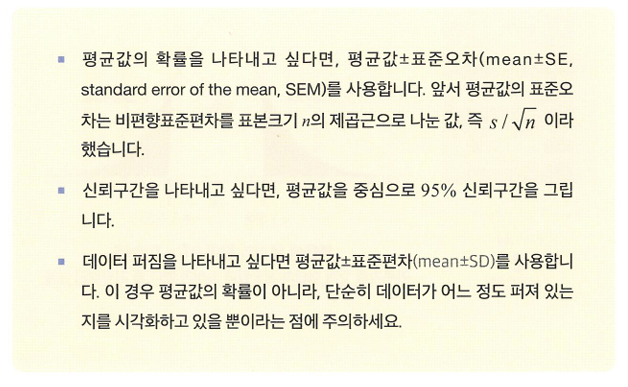 ▪ 평균값의 확률을 나타내고 싶다면, 평균값±표준오차(mean±SE,
standard error of the mean, SEM)를 사용합니다. 앞서 평균값의 표준오
차는 비편향표준편차를 표본크기 n의 제곱근으로 나눈 값, 즉 s/√n 이라
했습니다.
▪ 신뢰구간을 나타내고 싶다면, 평균값을 중심으로 95% 신뢰구간을 그립
니다.
▪ 데이터 퍼짐을 나타내고 싶다면 평균값±표준편차(mean±SD)를 사용합니
다. 이 경우 평균값의 확률이 아니라, 단순히 데이터가 어느 정도 퍼져 있는
지를 시각화하고 있을 뿐이라는 점에 주의하세요.